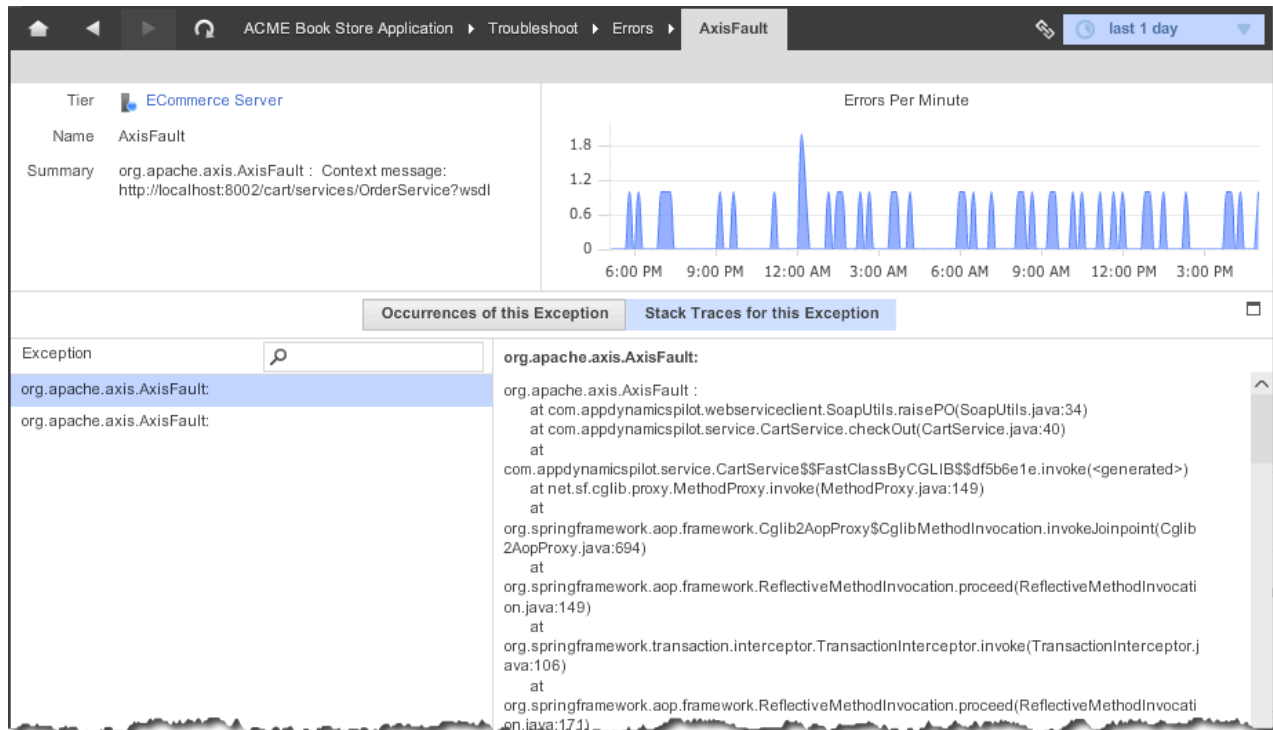 ACME Book Store Application Troubleshoot Errors AxisFault last 1 day
Tier ECommerce Server
Name AxisFault
Summary org.apache.axis.AxisFault : Context message:
http://localhost:8002/cart/services/OrderService?wsdl
Errors Per Minute
1.8
1.2
0.6
0
6:00 PM 9:00 PM 12:00 AM 3:00 AM 6:00 AM 9:00 AM 12:00 PM 3:00 PM
Occurrences of this Exception Stack Traces for this Exception
Exception
org.apache.axis.AxisFault:
org.apache.axis.AxisFault:
org.apache.axis.AxisFault:
org.apache.axis.AxisFault :
at com.appdynamicspilot.webserviceclient.SoapUtils.raisePO(SoapUtils.java:34)
at com.appdynamicspilot.service.CartService.checkOut(CartService.java:40)
at
com.appdynamicspilot.service.CartService$$FastClassByCGLIB$$df5b6e1e.invoke(<generated>)
at net.sf.cglib.proxy.MethodProxy.invoke(MethodProxy.java:149)
at
org.springframework.aop.framework.Cglib2AopProxy$CglibMethodInvocation.invokeJoinpoint(Cglib
2AopProxy.java:694)
at
org.springframework.aop.framework.ReflectiveMethodInvocation.proceed(ReflectiveMethodInvocati
on.java:149)
at
org.springframework.transaction.interceptor.TransactionInterceptor.invoke(TransactionInterceptor.j
ava:106)
at
org.springframework.aop.framework.ReflectiveMethodInvocation.proceed(ReflectiveMethodInvocati
on.java:171)